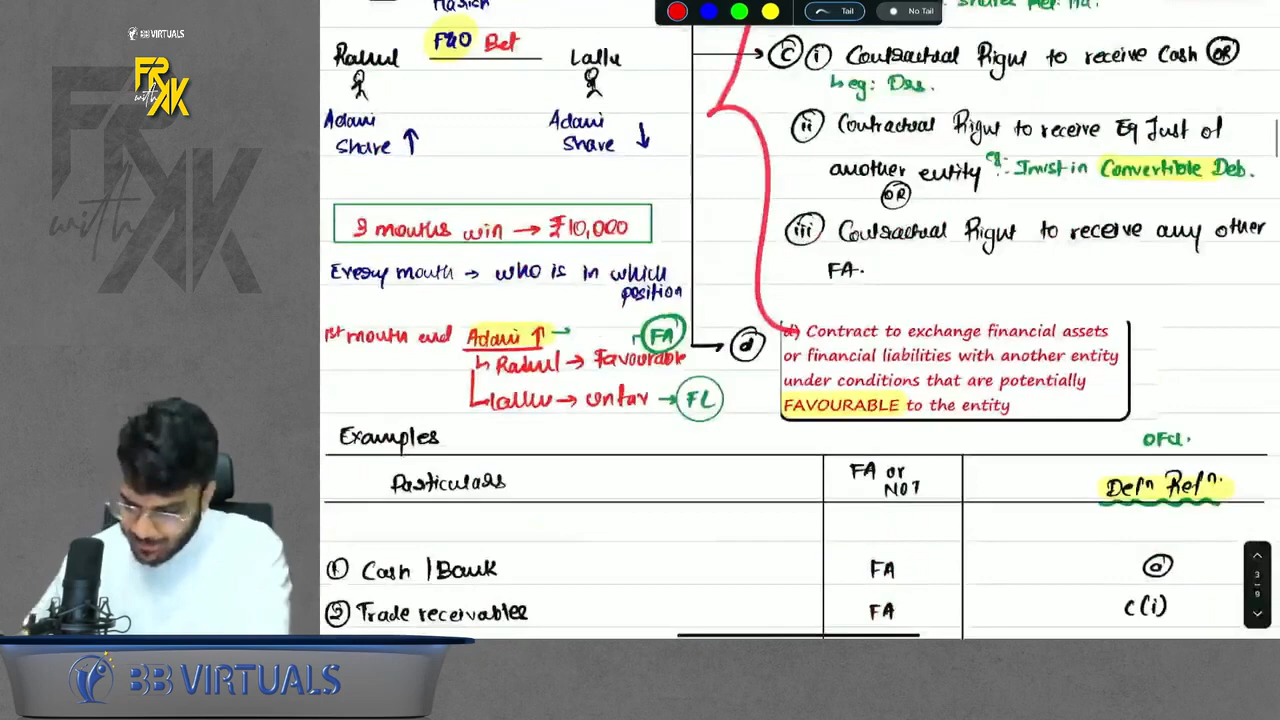 BB VIRTUALS
FR
with
AK
F&O Bet
Rahul
Lallu
Adani
Share ↑
Adani
Share ↓
3 months win → ₹10,000
Every month → who is in which
position
1st month end Adani ↑ → FA
↳ Rahul → Favourable
↳ Lallu → unfav → FL
Tail
No Tail
(c) (i) Contractual Right to receive Cash (OR)
↳ eg: Drs.
(ii) Contractual Right to receive Eq Inst of
another entity eg:- Invst in Convertible Deb.
(OR)
(iii) Contractual Right to receive any other
FA.
(d)
d) Contract to exchange financial assets
or financial liabilities with another entity
under conditions that are potentially
FAVOURABLE to the entity
Examples
Particulars
FA or
NOT
Defn Refn.
(1) Cash / Bank
FA
(a)
(2) Trade receivables
FA
c(i)
3
9
BB VIRTUALS